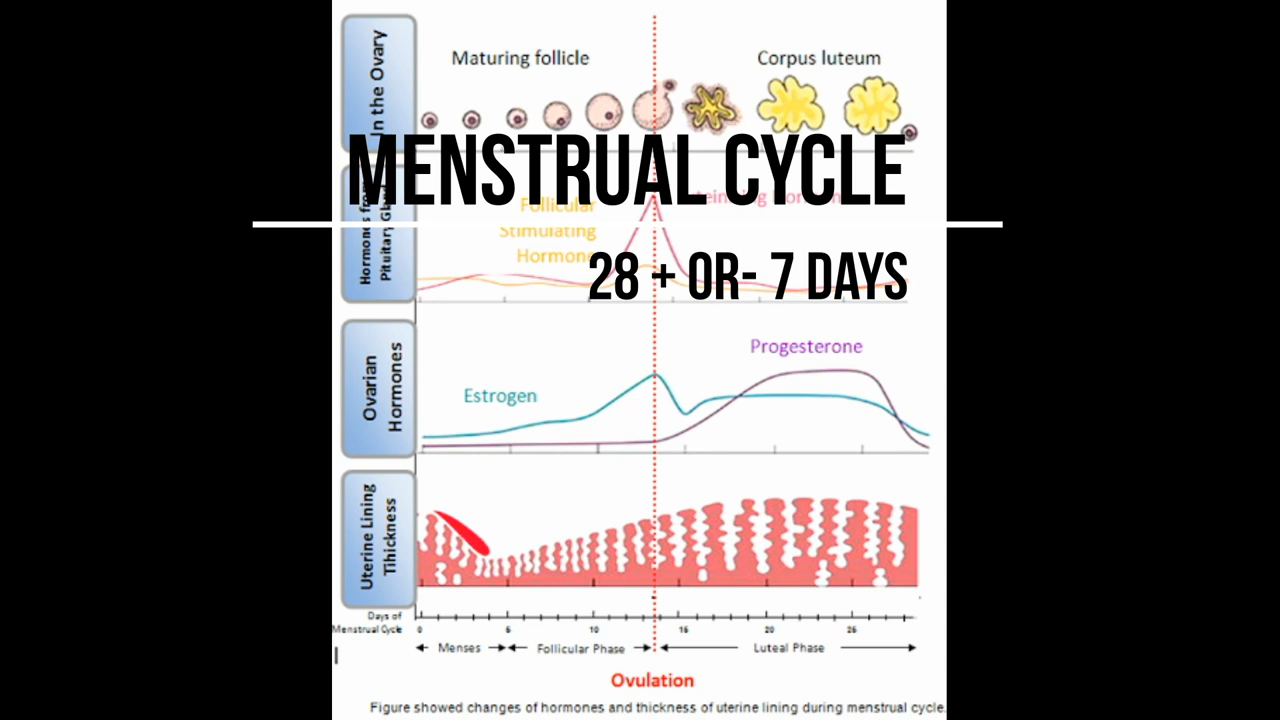 In the Ovary
Maturing follicle
Corpus luteum
MENSTRUAL CYCLE
Hormones from
Pituitary
Follicular
Stimulating
Hormone
28 + OR- 7 DAYS
Ovarian
Hormones
Estrogen
Progesterone
Uterine Lining
Tihickness
Days of
Menstrual Cycle
0 5 10 15 20 25
Menses
Follicular Phase
Luteal Phase
Ovulation
Figure showed changes of hormones and thickness of uterine lining during menstrual cycle.